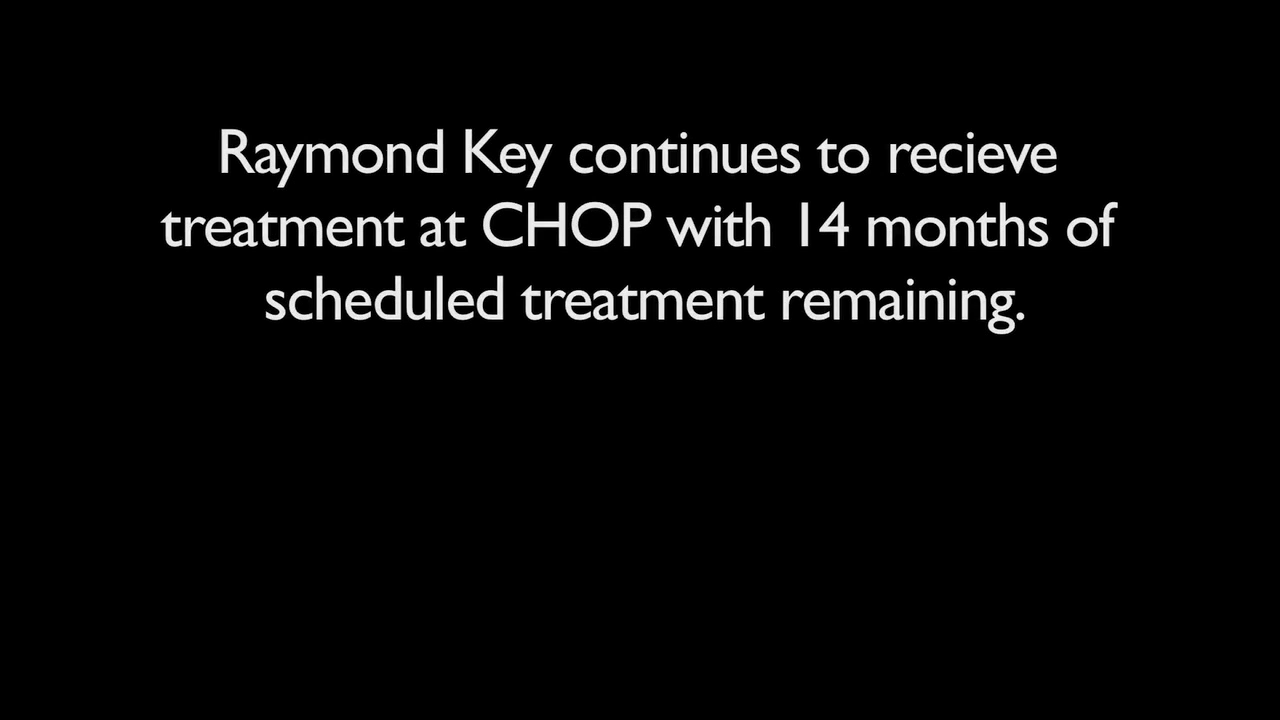 Raymond Key continues to recieve
treatment at CHOP with 14 months of
scheduled treatment remaining.